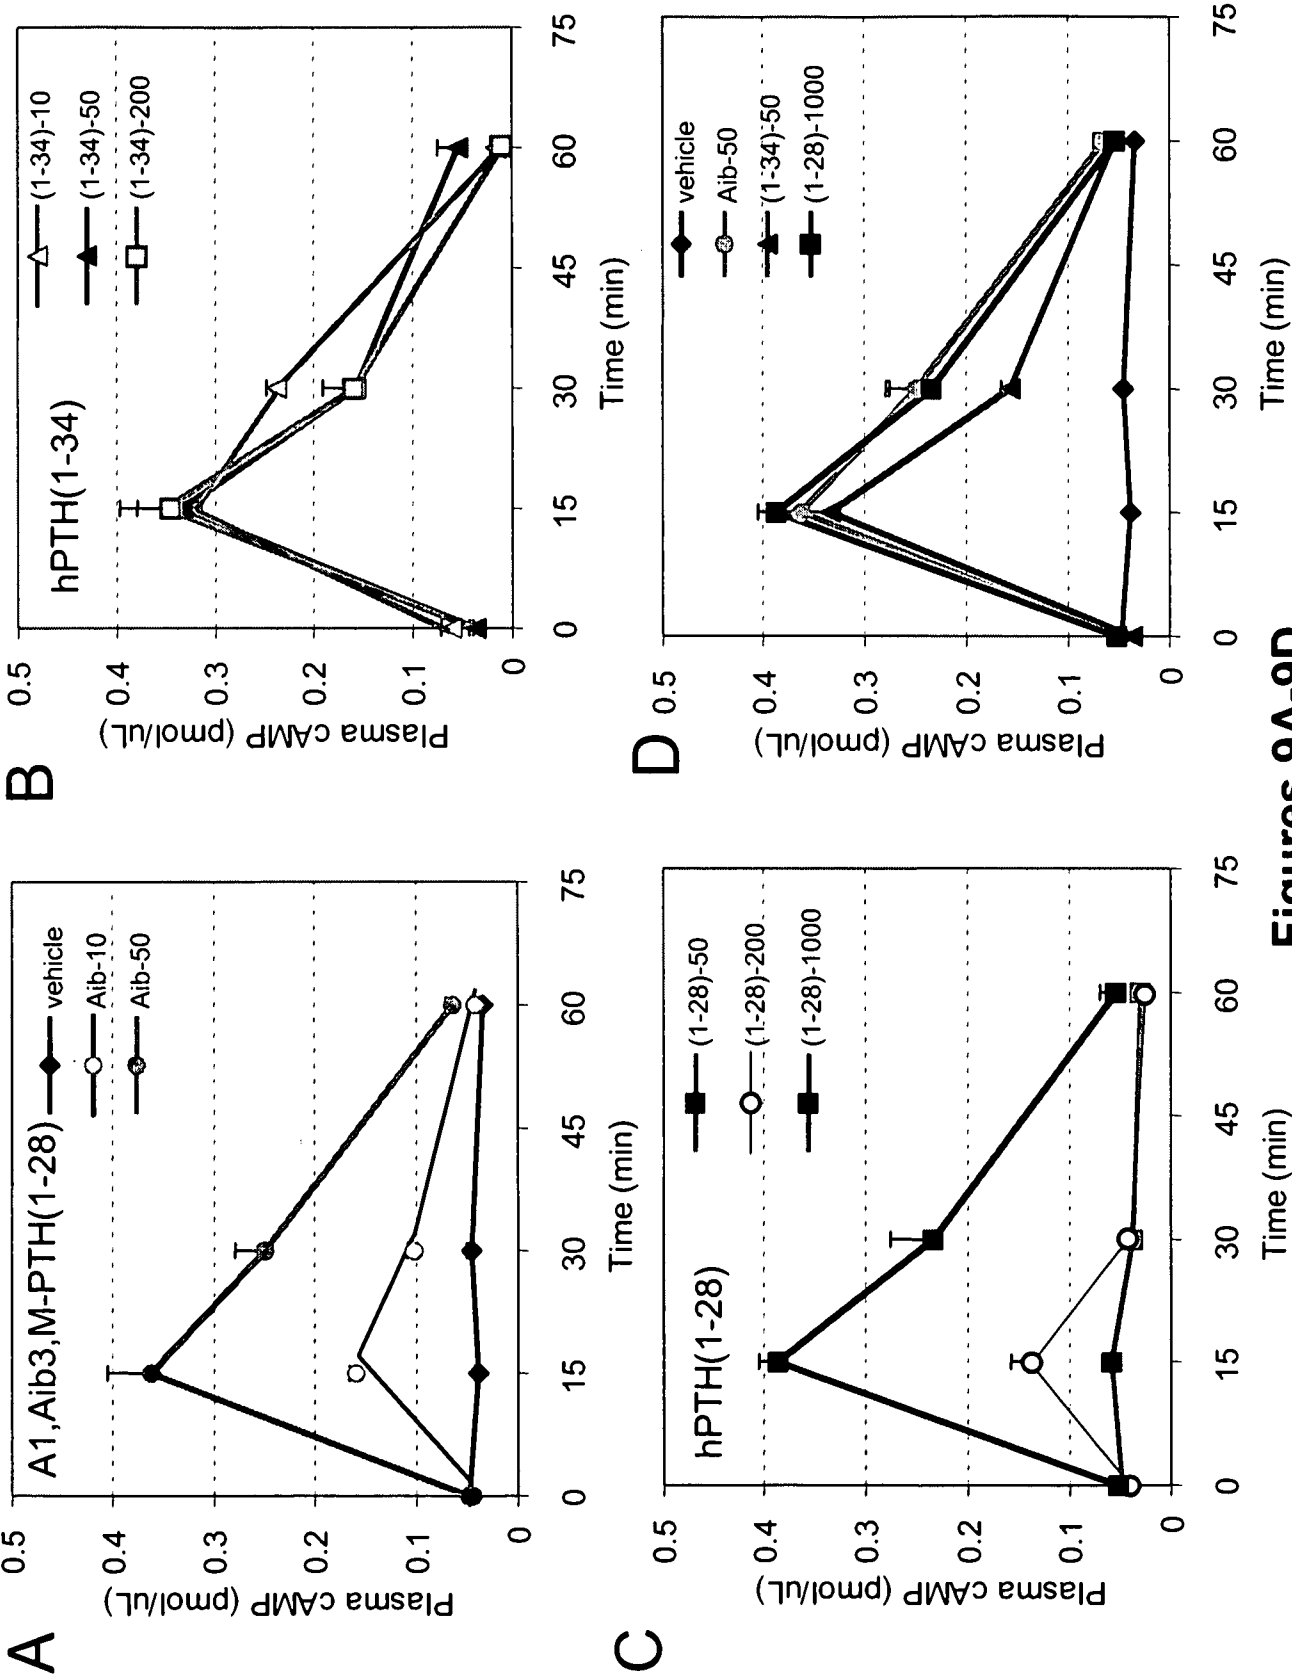 A
A1,Aib3,M-PTH(1-28)
vehicle
Aib-10
Aib-50
Plasma cAMP (pmol/uL)
0.5
0.4
0.3
0.2
0.1
0
0 15 30 45 60 75
Time (min)
B
hPTH(1-34)
(1-34)-10
(1-34)-50
(1-34)-200
Plasma cAMP (pmol/uL)
0.5
0.4
0.3
0.2
0.1
0
0 15 30 45 60 75
Time (min)
C
hPTH(1-28)
(1-28)-50
(1-28)-200
(1-28)-1000
Plasma cAMP (pmol/uL)
0.5
0.4
0.3
0.2
0.1
0
0 15 30 45 60 75
Time (min)
D
vehicle
Aib-50
(1-34)-50
(1-28)-1000
Plasma cAMP (pmol/uL)
0.5
0.4
0.3
0.2
0.1
0
0 15 30 45 60 75
Time (min)
Figures 9A-9D